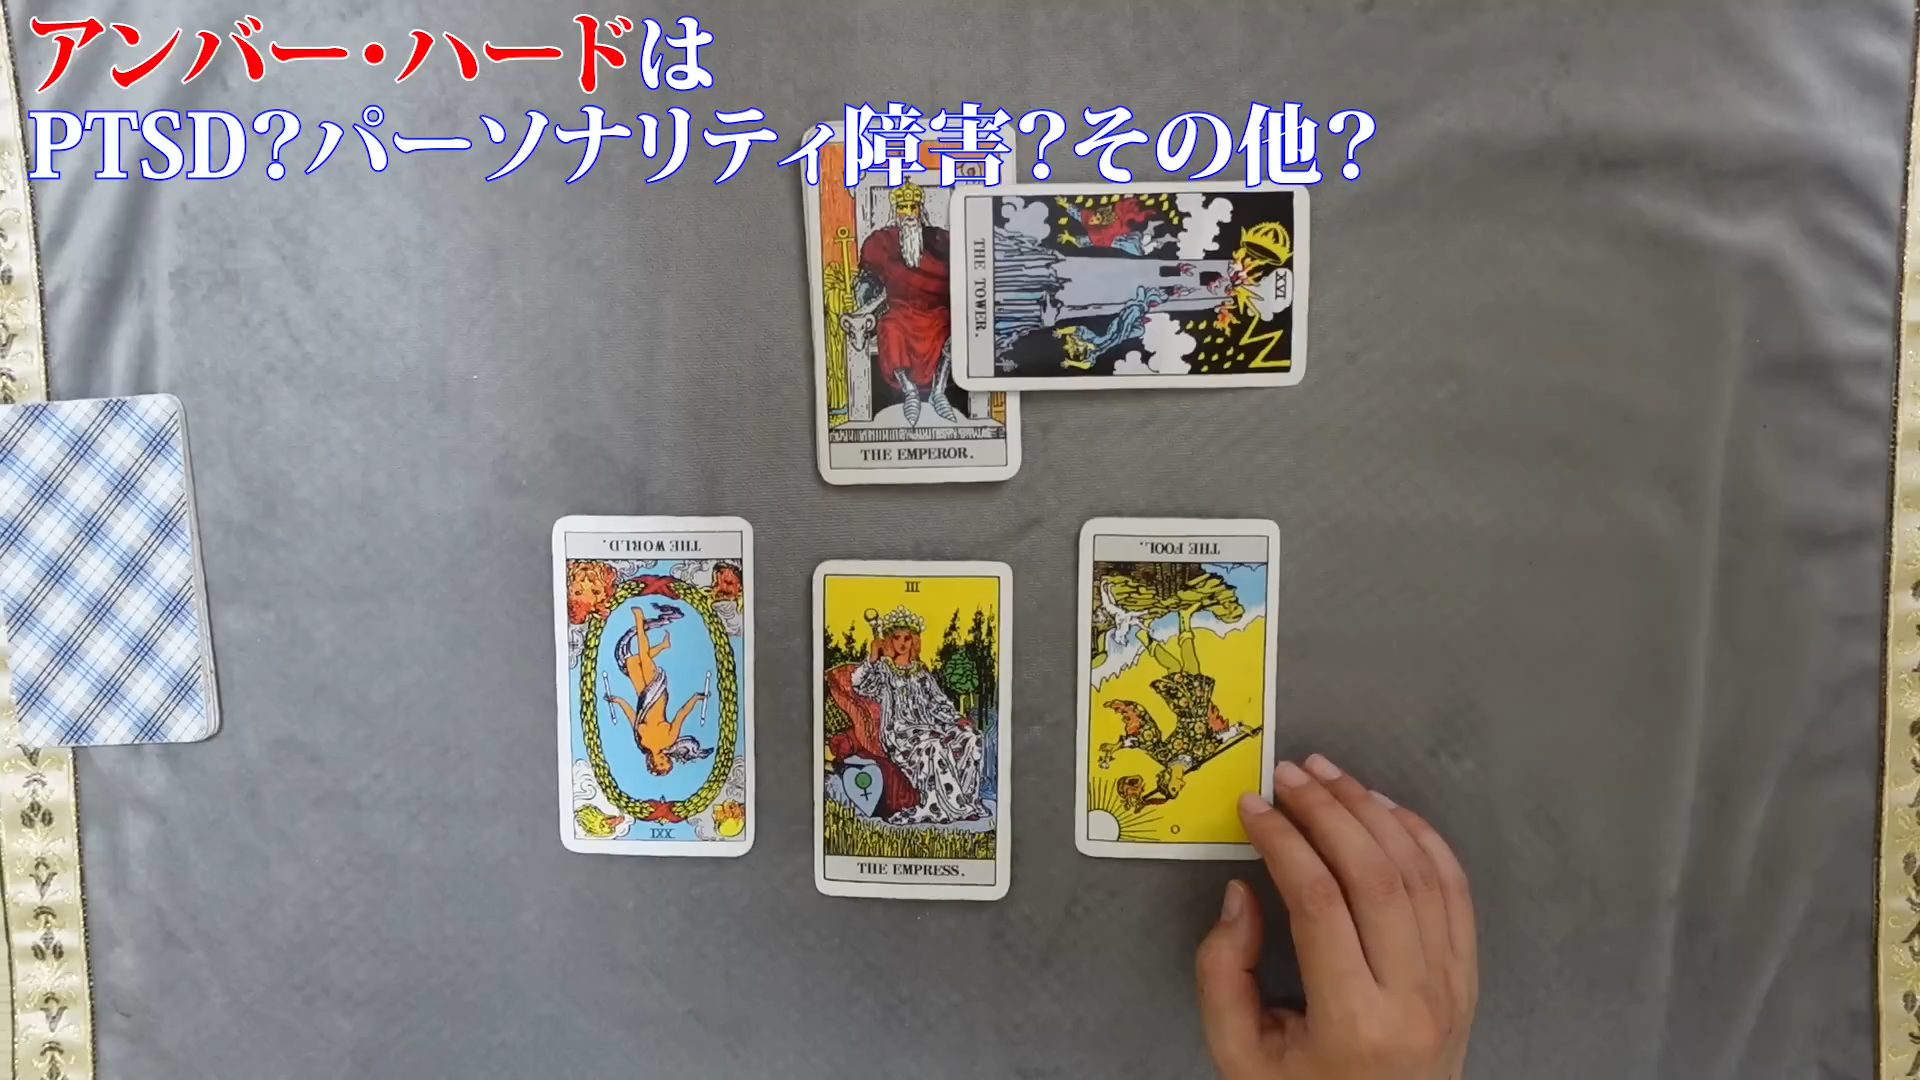 アンバー・ハードは
PTSD?パーソナリティ障害?その他?
THE EMPEROR.
THE TOWER.
XVI
THE WORLD.
XXI
III
THE EMPRESS.
THE FOOL.
0